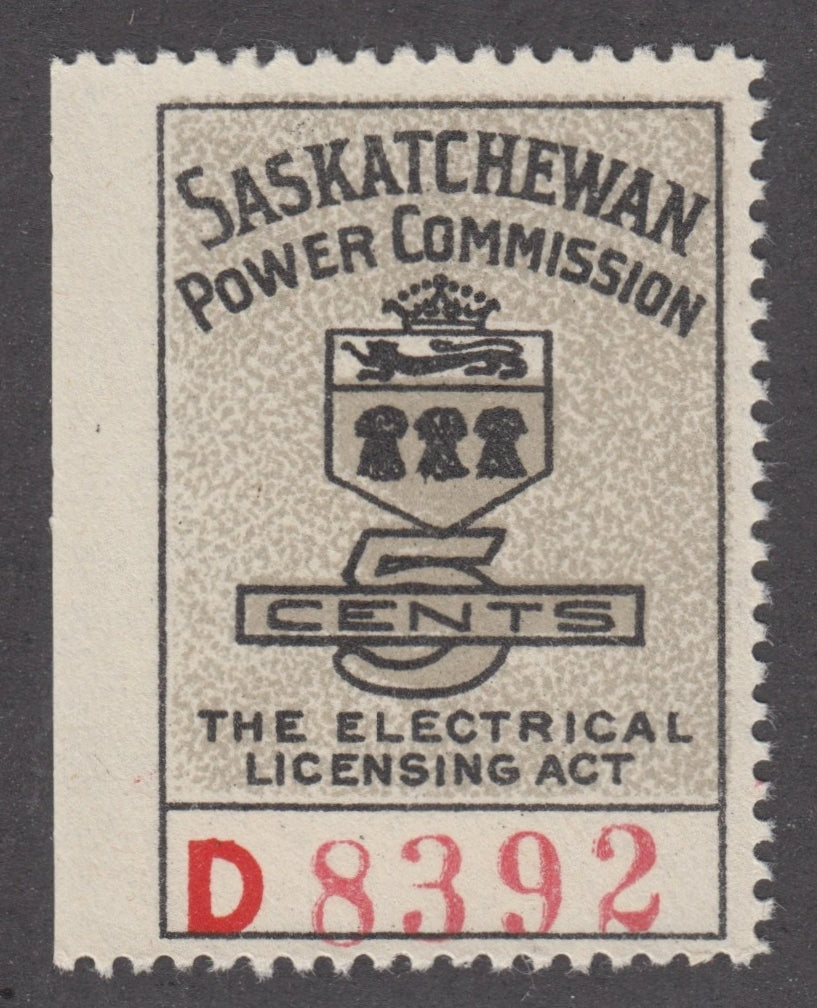 SASKATCHEWAN
POWER COMMISSION
5
CENTS
THE ELECTRICAL
LICENSING ACT
D 8392